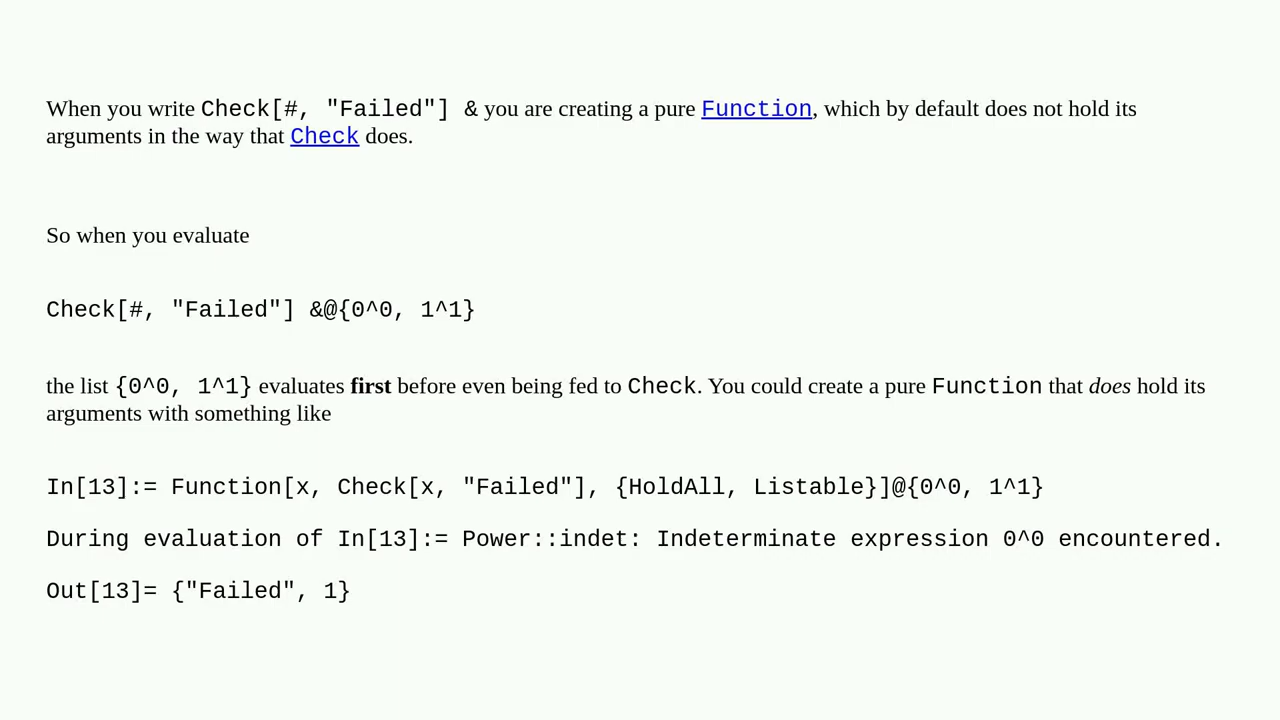 When you write Check[#, "Failed"] & you are creating a pure Function, which by default does not hold its
arguments in the way that Check does.
So when you evaluate
Check[#, "Failed"] &@{0^0, 1^1}
the list {0^0, 1^1} evaluates first before even being fed to Check. You could create a pure Function that does hold its
arguments with something like
In[13]:= Function[x, Check[x, "Failed"], {HoldAll, Listable}]@{0^0, 1^1}
During evaluation of In[13]:= Power::indet: Indeterminate expression 0^0 encountered.
Out[13]= {"Failed", 1}